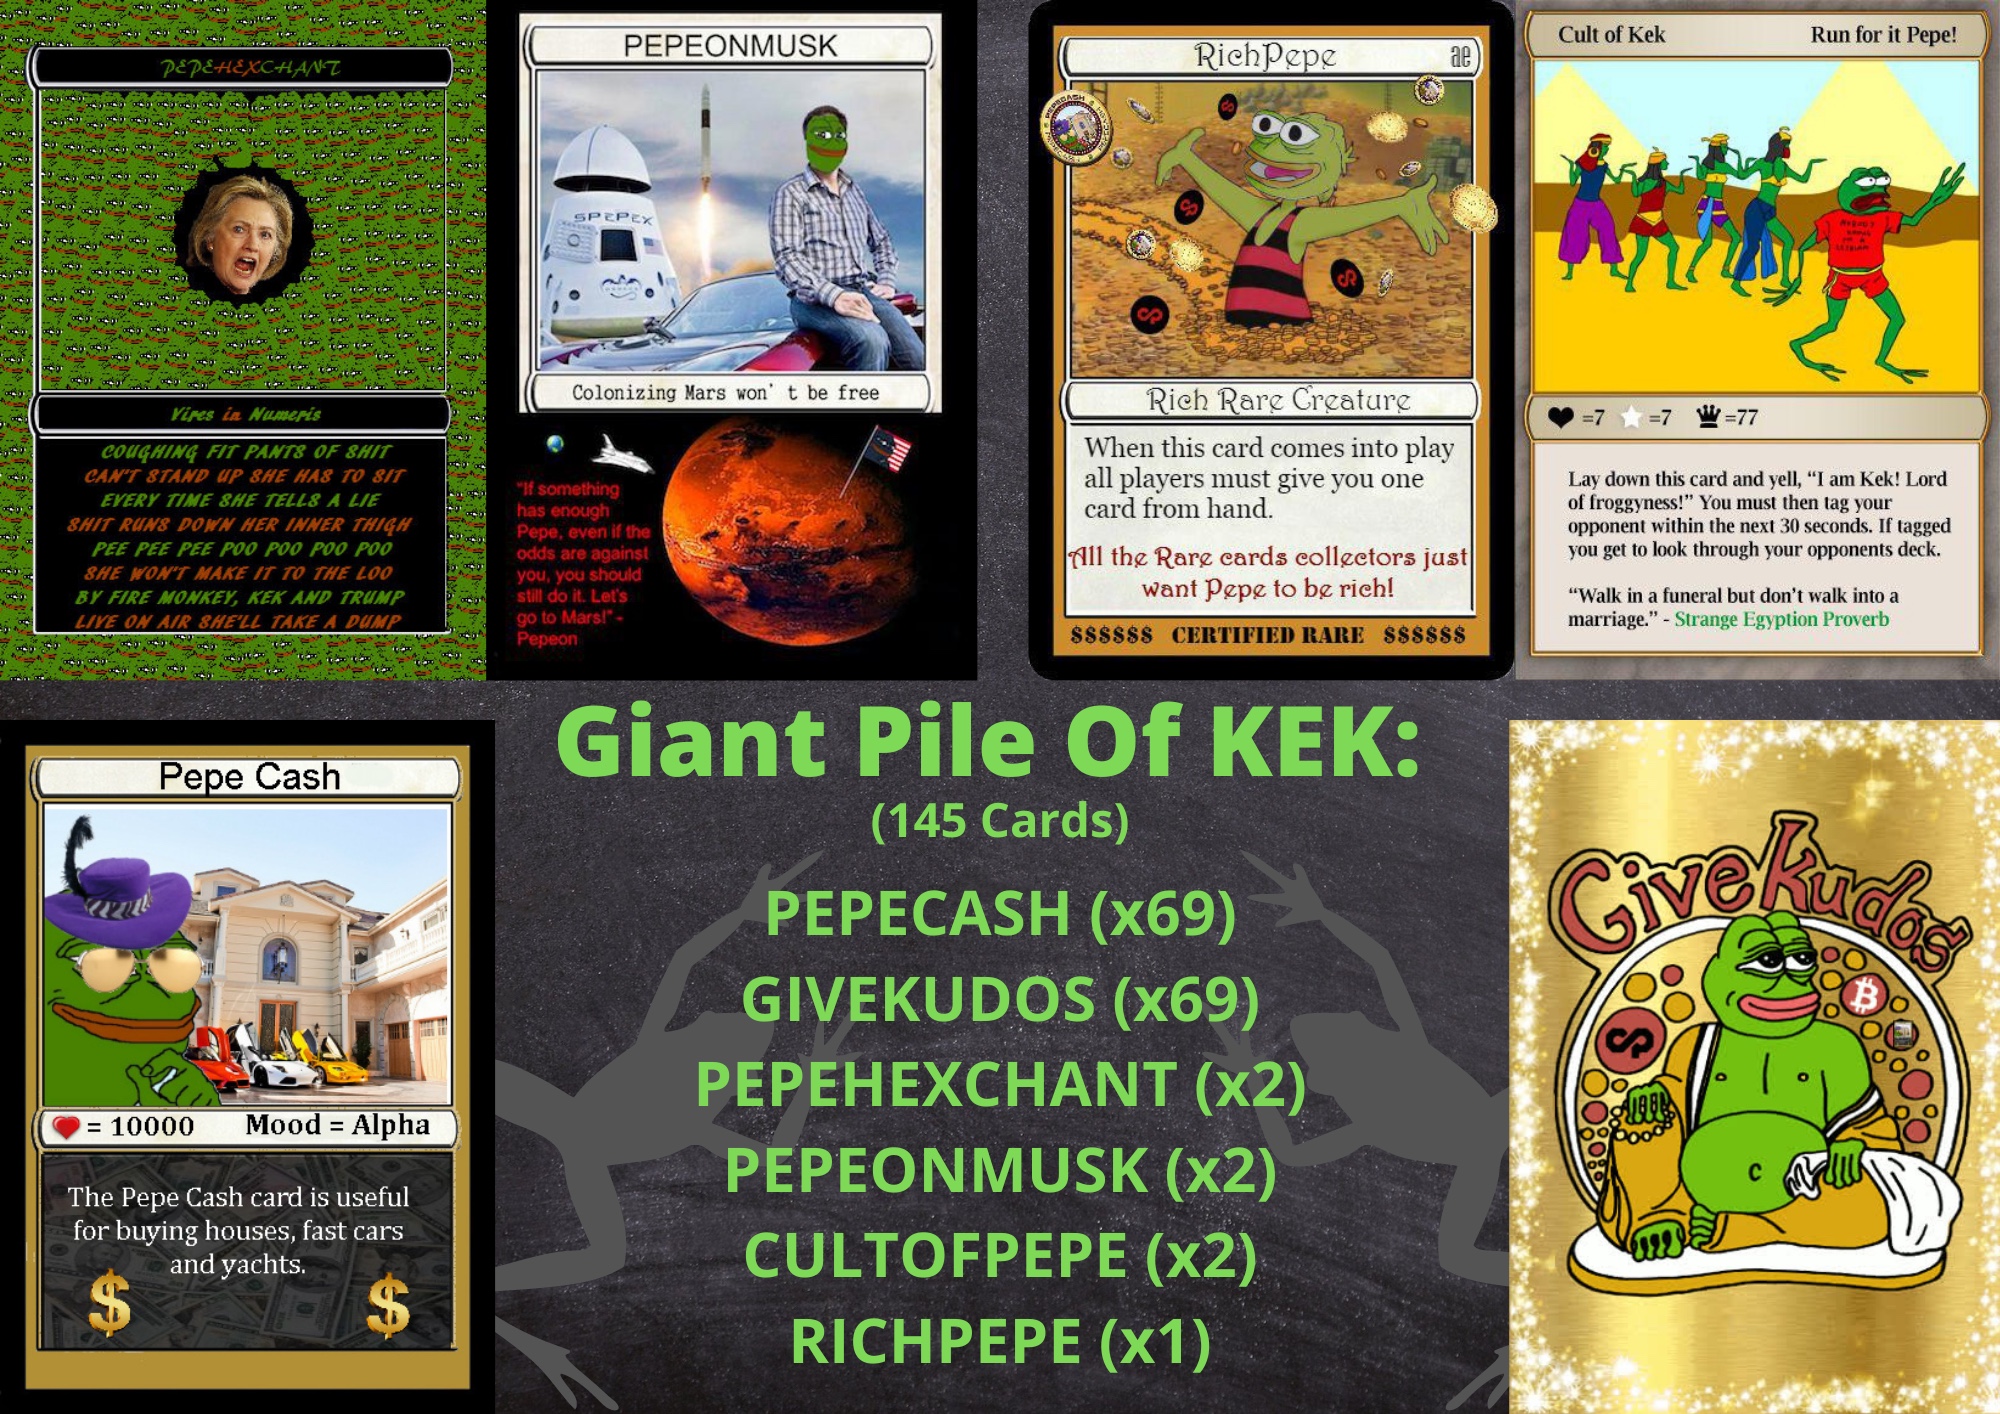 PEPEHEXCHANT
Vires in Numeris
COUGHING FIT PANTS OF SHIT
CAN'T STAND UP SHE HAS TO SIT
EVERY TIME SHE TELLS A LIE
SHIT RUNS DOWN HER INNER THIGH
PEE PEE PEE POO POO POO POO
SHE WON'T MAKE IT TO THE LOO
BY FIRE MONKEY, KEK AND TRUMP
LIVE ON AIR SHE'LL TAKE A DUMP
PEPEONMUSK
SPEPEX
Colonizing Mars won't be free
"If something
has enough
Pepe, even if the
odds are against
you, you should
still do it. Let's
go to Mars!" -
Pepeon
RichPepe
ae
Rich Rare Creature
When this card comes into play
all players must give you one
card from hand.
All the Rare cards collectors just
want Pepe to be rich!
$$$$$$ CERTIFIED RARE $$$$$$
Cult of Kek Run for it Pepe!
=7 =7 =77
Lay down this card and yell, “I am Kek! Lord
of froggyness!” You must then tag your
opponent within the next 30 seconds. If tagged
you get to look through your opponents deck.
“Walk in a funeral but don’t walk into a
marriage.” - Strange Egyption Proverb
Pepe Cash
= 10000 Mood = Alpha
The Pepe Cash card is useful
for buying houses, fast cars
and yachts.
$ $
Giant Pile Of KEK:
(145 Cards)
PEPECASH (x69)
GIVEKUDOS (x69)
PEPEHEXCHANT (x2)
PEPEONMUSK (x2)
CULTOFPEPE (x2)
RICHPEPE (x1)
GiveKudos